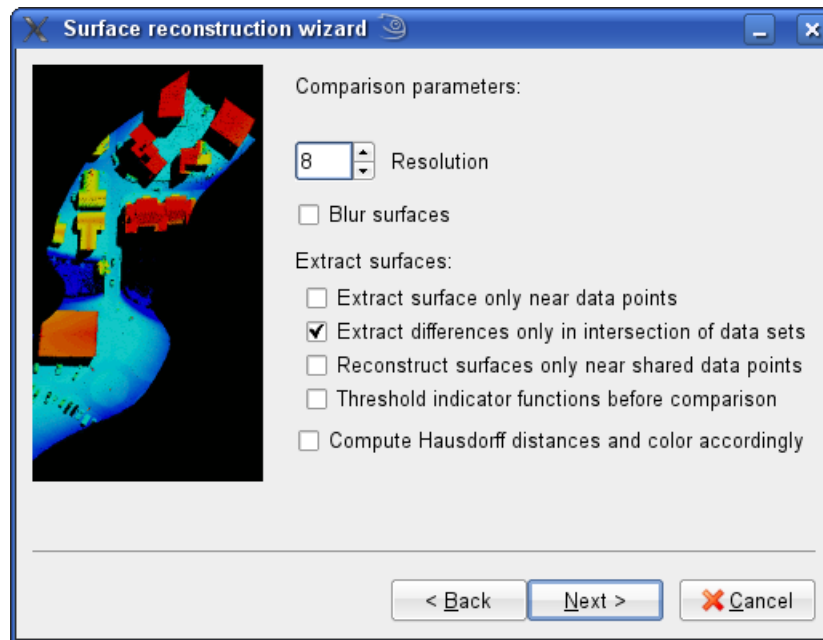 Surface reconstruction wizard
Comparison parameters:
8 Resolution
Blur surfaces
Extract surfaces:
Extract surface only near data points
Extract differences only in intersection of data sets
Reconstruct surfaces only near shared data points
Threshold indicator functions before comparison
Compute Hausdorff distances and color accordingly
< Back Next > Cancel